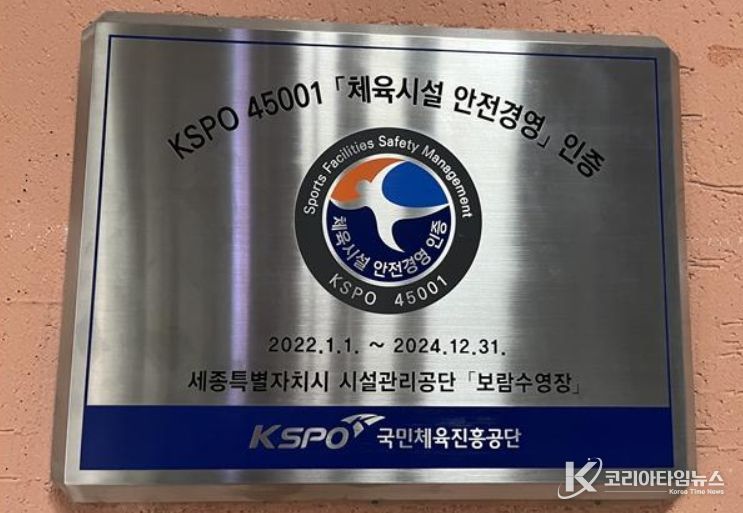 KSPO 45001 「체육시설 안전경영」 인증
Sports Facilities Safety Management
체육시설 안전경영 인증
KSPO 45001
2022.1.1. ~ 2024.12.31.
세종특별자치시 시설관리공단 「보람수영장」
KSPO 국민체육진흥공단
K 코리아타임뉴스
Korea Time News